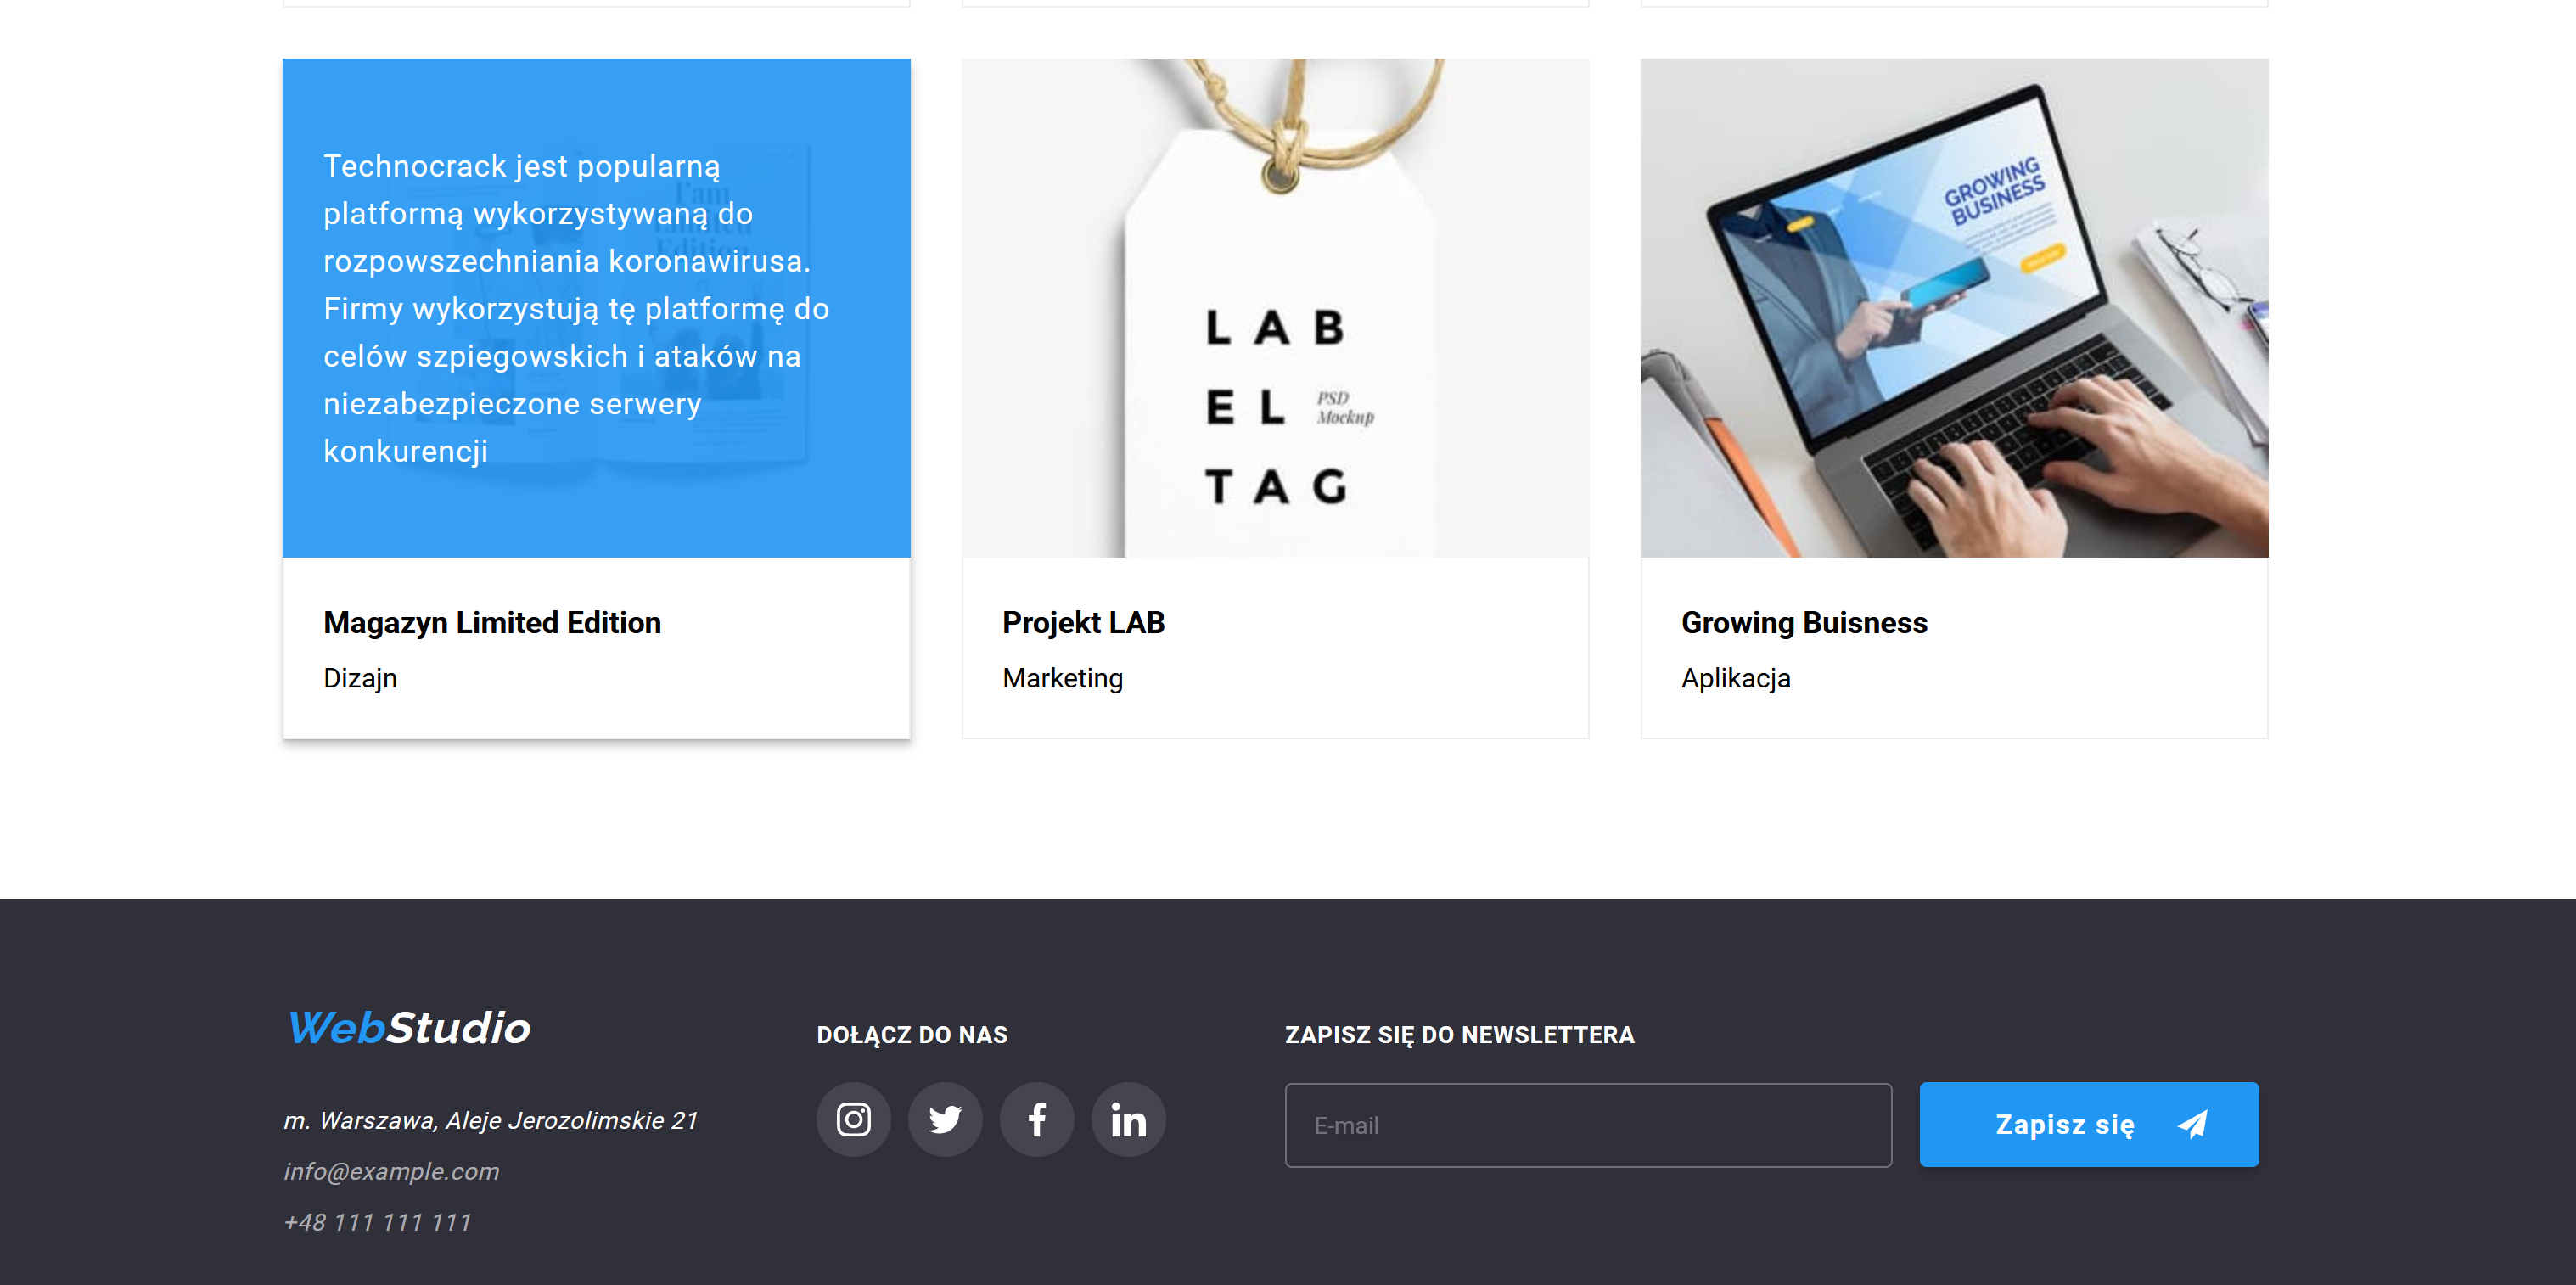 Technocrack jest popularną
platformą wykorzystywaną do
rozpowszechniania koronawirusa.
Firmy wykorzystują tę platformę do
celów szpiegowskich i ataków na
niezabezpieczone serwery
konkurencji
I'am
Limited
Edition
Magazyn Limited Edition
Dizajn
LAB
EL PSD
Mockup
TAG
Projekt LAB
Marketing
GROWING
BUSINESS
Growing Buisness
Aplikacja
WebStudio
m. Warszawa, Aleje Jerozolimskie 21
info@example.com
+48 111 111 111
DOŁĄCZ DO NAS
ZAPISZ SIĘ DO NEWSLETTERA
E-mail
Zapisz się